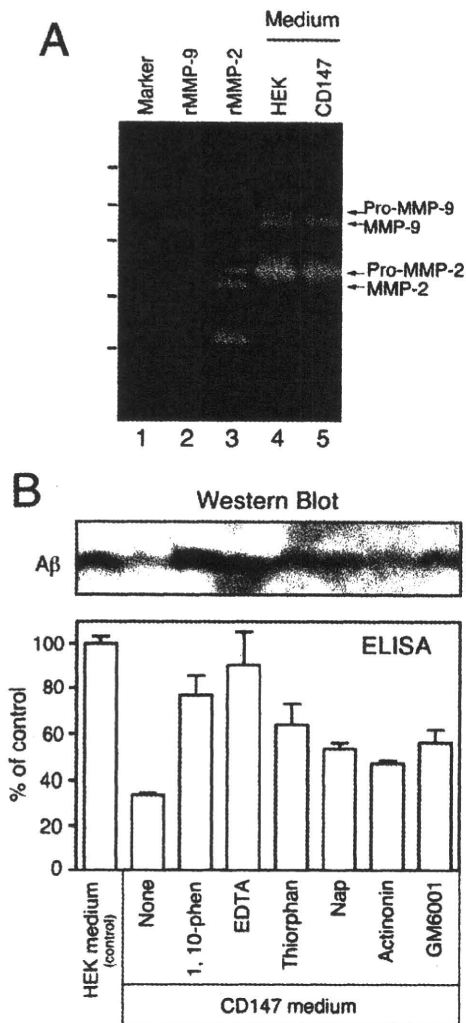 A
Medium
Marker
rMMP-9
rMMP-2
HEK
CD147
Pro-MMP-9
MMP-9
Pro-MMP-2
MMP-2
1 2 3 4 5
B
Western Blot
Aβ
ELISA
% of control
100
80
60
40
20
0
HEK medium
(control)
None
1, 10-phen
EDTA
Thiorphan
Nap
Actinonin
GM6001
CD147 medium